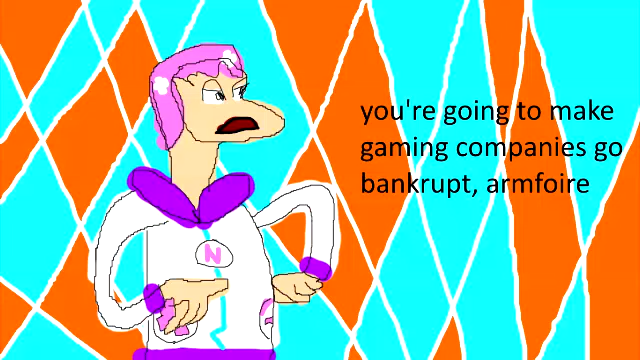 you're going to make
gaming companies go
bankrupt, armfoire
N